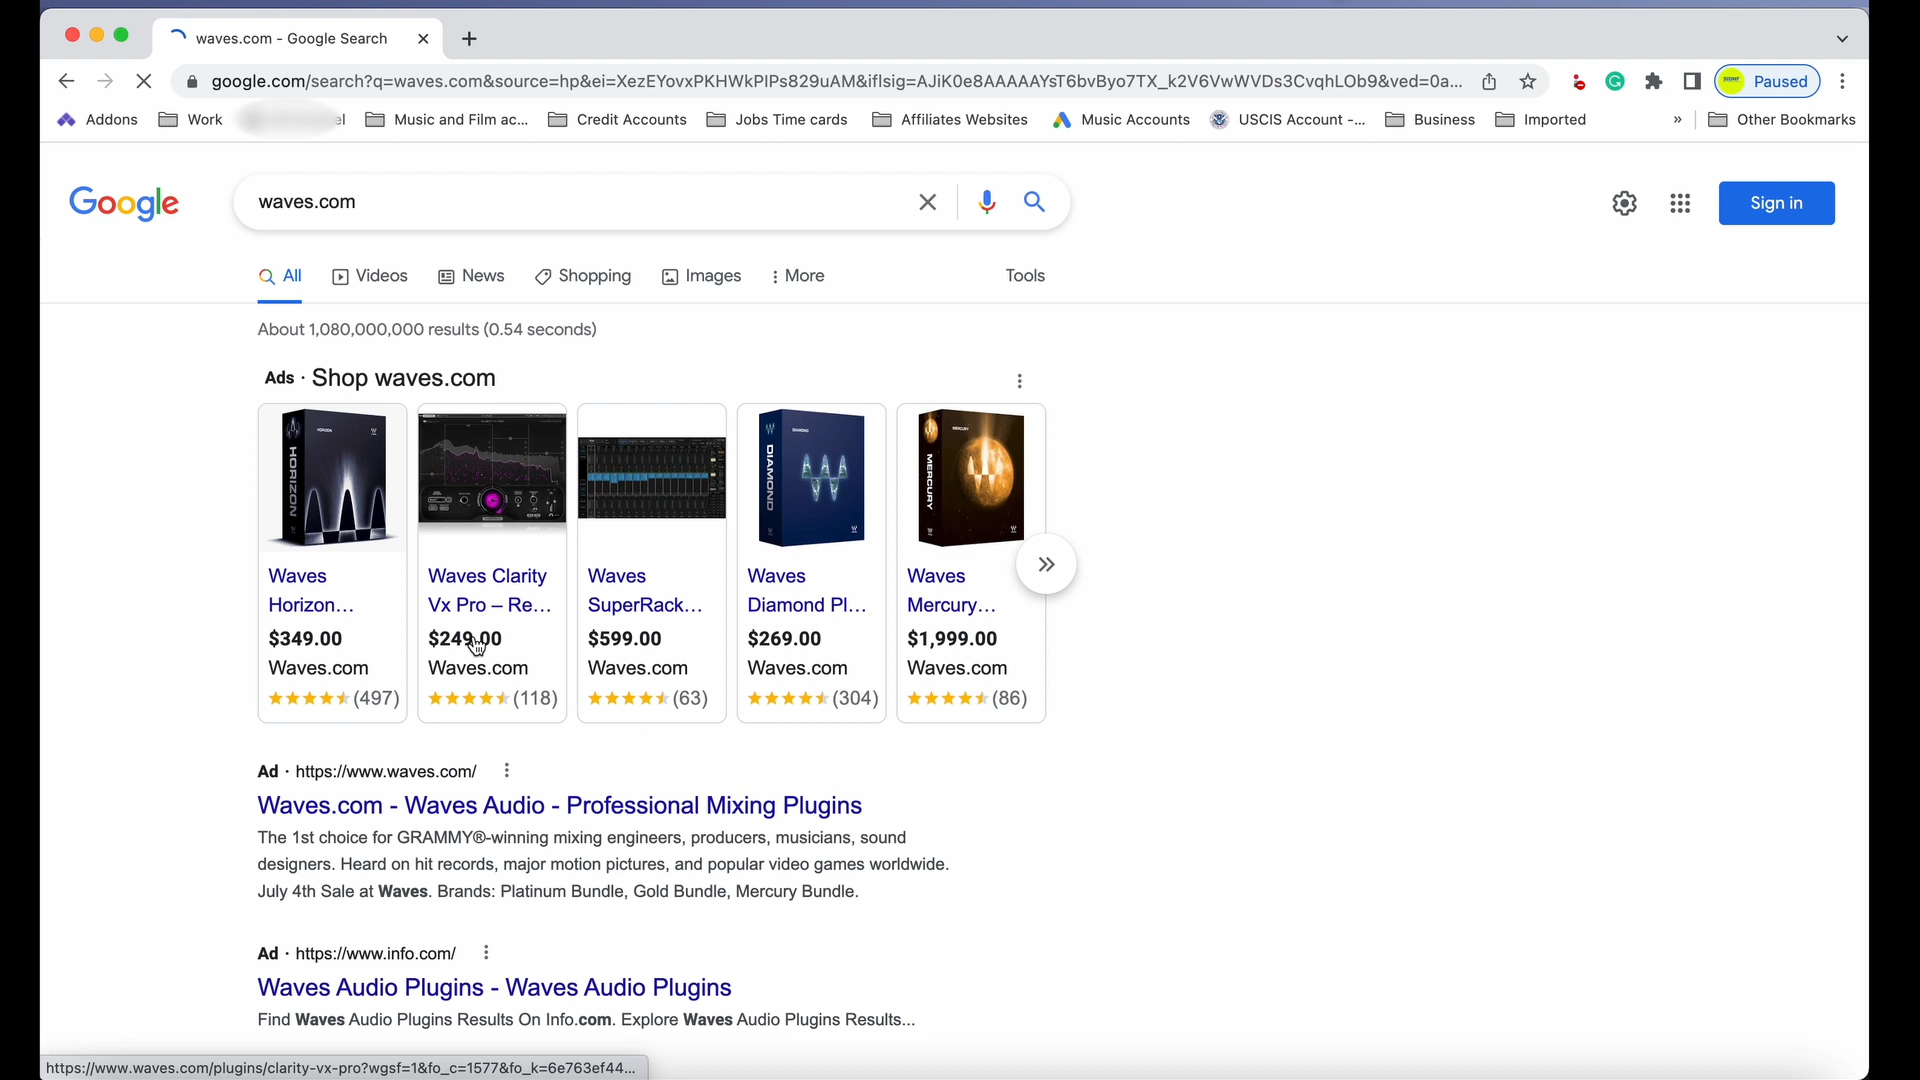 waves.com - Google Search
google.com/search?q=waves.com&source=hp&ei=XezEYovxPKHWkPIPs829uAM&iflsig=AJiK0e8AAAAAYsT6bvByo7TX_k2V6VwWVDs3CvqhLOb9&ved=0a...
Paused
Addons Work el Music and Film ac... Credit Accounts Jobs Time cards Affiliates Websites Music Accounts USCIS Account -... Business Imported » Other Bookmarks
Google
waves.com
Sign in
All Videos News Shopping Images More Tools
About 1,080,000,000 results (0.54 seconds)
Ads · Shop waves.com
HORIZON
HORIZON
DIAMOND
DIAMOND
MERCURY
MERCURY
Waves Horizon...
$349.00
Waves.com
(497)
Waves Clarity Vx Pro – Re...
$249.00
Waves.com
(118)
Waves SuperRack...
$599.00
Waves.com
(63)
Waves Diamond Pl...
$269.00
Waves.com
(304)
Waves Mercury...
$1,999.00
Waves.com
(86)
Ad · https://www.waves.com/
Waves.com - Waves Audio - Professional Mixing Plugins
The 1st choice for GRAMMY®-winning mixing engineers, producers, musicians, sound
designers. Heard on hit records, major motion pictures, and popular video games worldwide.
July 4th Sale at Waves. Brands: Platinum Bundle, Gold Bundle, Mercury Bundle.
Ad · https://www.info.com/
Waves Audio Plugins - Waves Audio Plugins
Find Waves Audio Plugins Results On Info.com. Explore Waves Audio Plugins Results...
https://www.waves.com/plugins/clarity-vx-pro?wgsf=1&fo_c=1577&fo_k=6e763ef44...